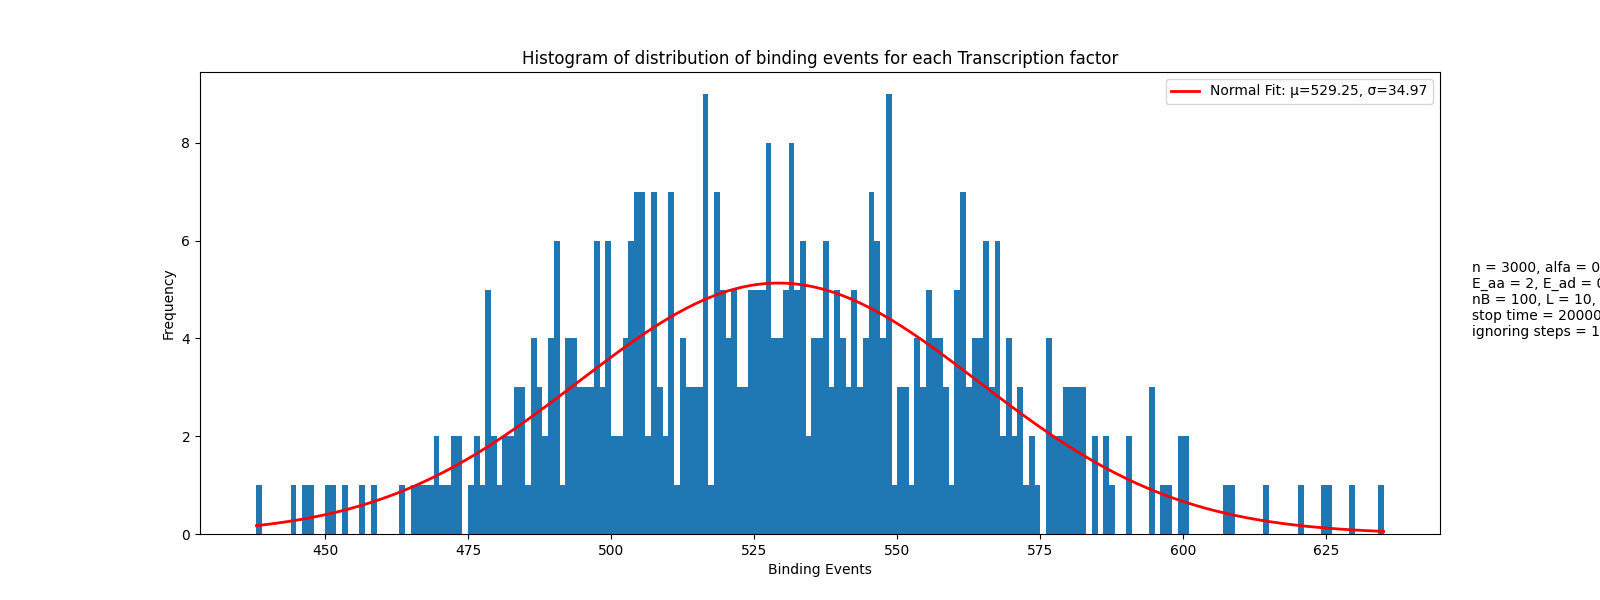 Histogram of distribution of binding events for each Transcription factor
Normal Fit: μ=529.25, σ=34.97
Frequency
8
6
4
2
0
450 475 500 525 550 575 600 625
Binding Events
n = 3000, alfa = 0
E_aa = 2, E_ad = 0
nB = 100, L = 10,
stop time = 20000
ignoring steps = 1